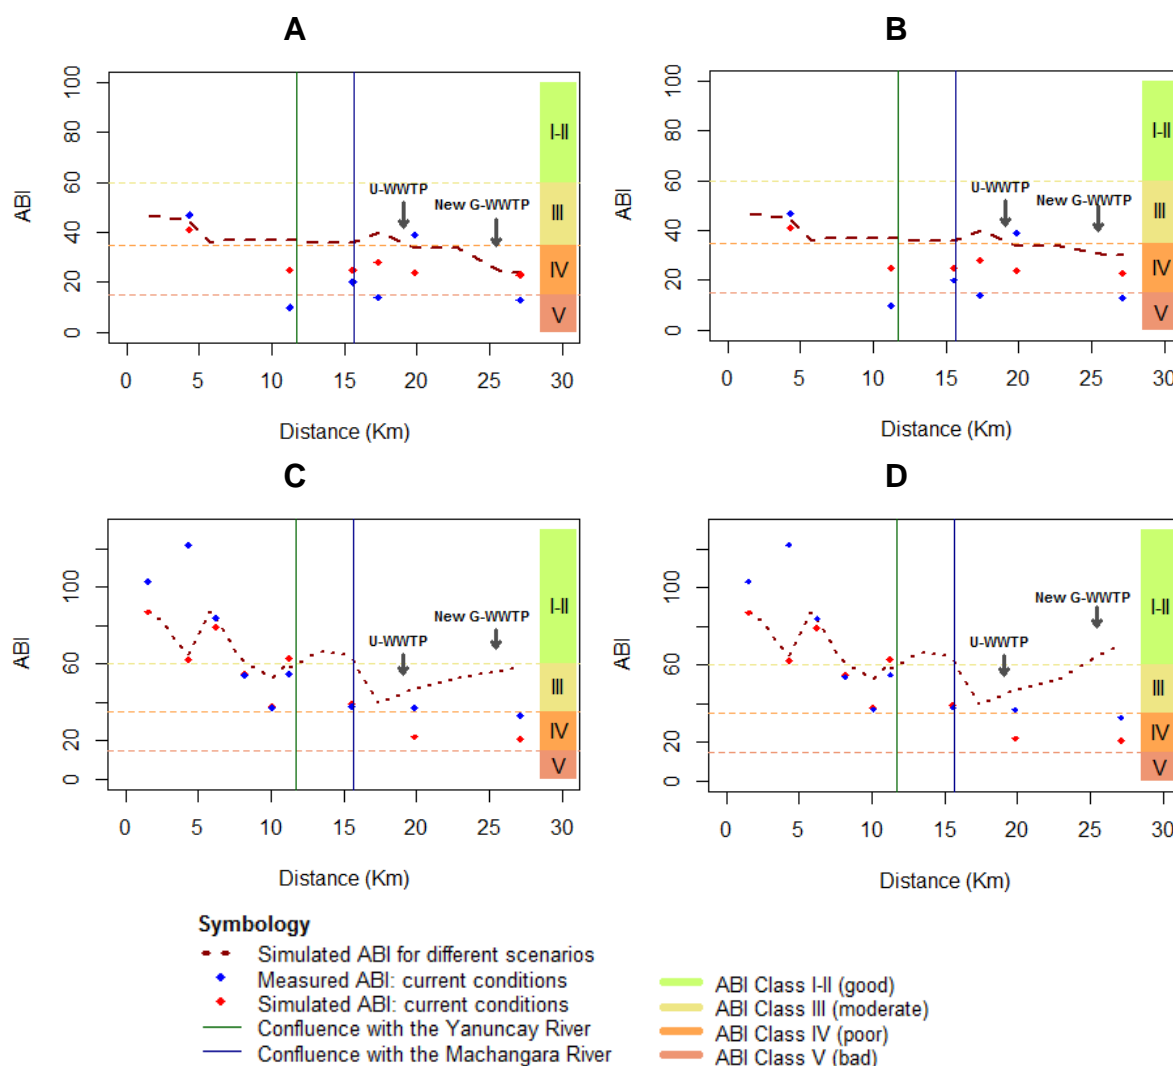 A
ABI
0 20 40 60 80 100
U-WWTP
New G-WWTP
I-II
III
IV
V
0 5 10 15 20 25 30
Distance (Km)
B
ABI
0 20 40 60 80 100
U-WWTP
New G-WWTP
I-II
III
IV
V
0 5 10 15 20 25 30
Distance (Km)
C
ABI
0 20 60 100
New G-WWTP
U-WWTP
I-II
III
IV
V
0 5 10 15 20 25 30
Distance (Km)
D
ABI
0 20 60 100
New G-WWTP
U-WWTP
I-II
III
IV
V
0 5 10 15 20 25 30
Distance (Km)
Symbology
Simulated ABI for different scenarios
Measured ABI: current conditions
Simulated ABI: current conditions
Confluence with the Yanuncay River
Confluence with the Machangara River
ABI Class I-II (good)
ABI Class III (moderate)
ABI Class IV (poor)
ABI Class V (bad)